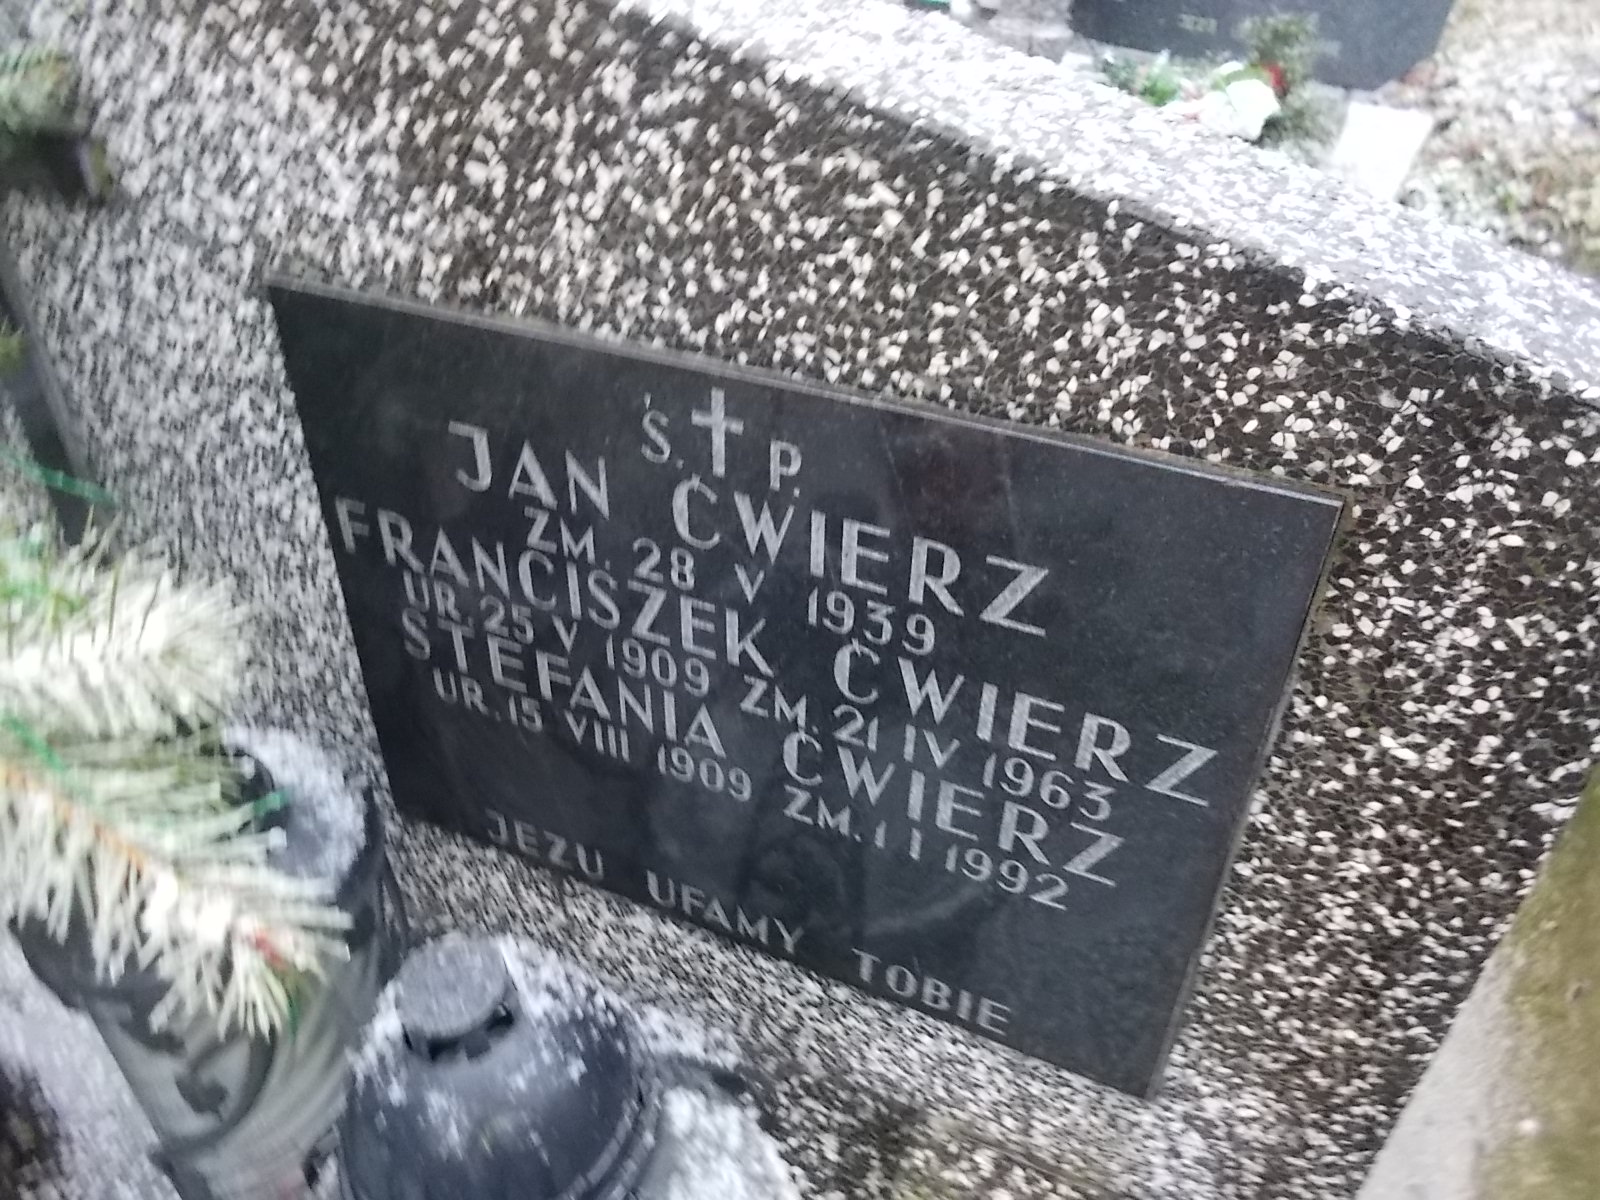 Ś. P.
JAN ĆWIERZ
ZM. 28 V 1939
FRANCISZEK ĆWIERZ
UR. 25 V 1909 ZM. 21 IV 1963
STEFANIA ĆWIERZ
UR. 15 VIII 1909 ZM. 1 I 1992
JEZU UFAMY TOBIE